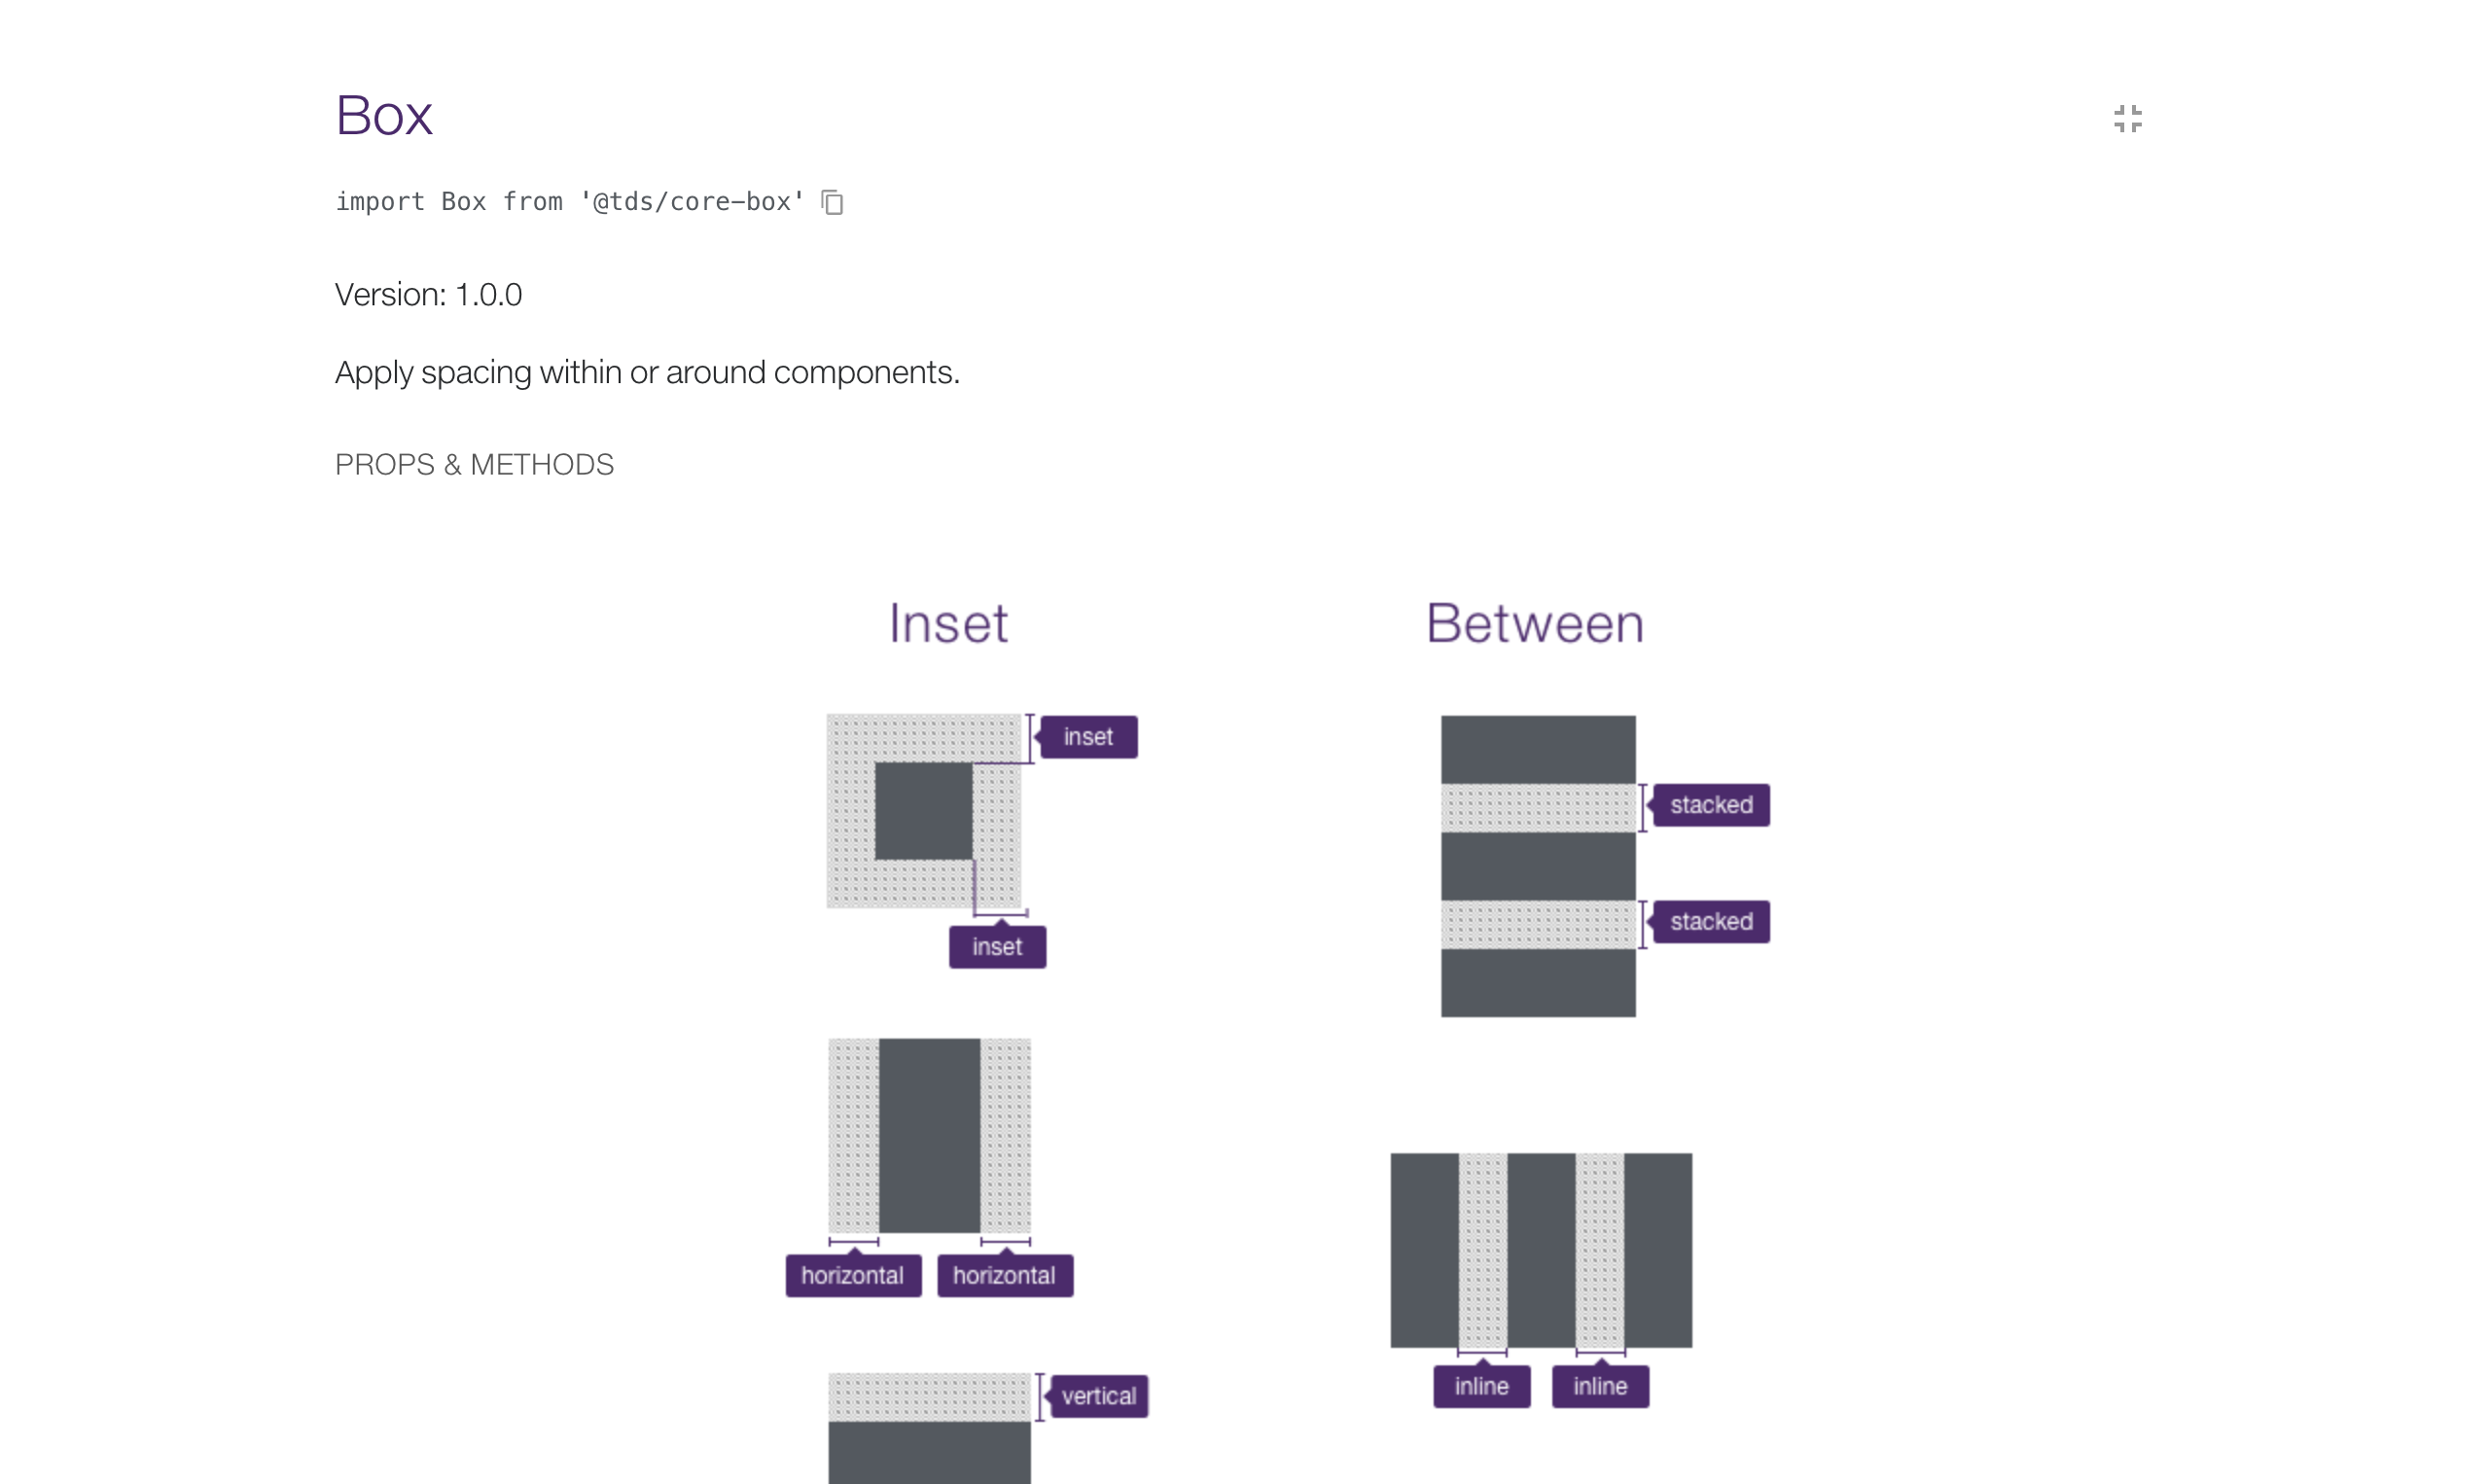 Box
import Box from '@tds/core-box'
Version: 1.0.0
Apply spacing within or around components.
PROPS & METHODS
Inset
Between
inset
inset
horizontal horizontal
vertical
stacked
stacked
inline inline